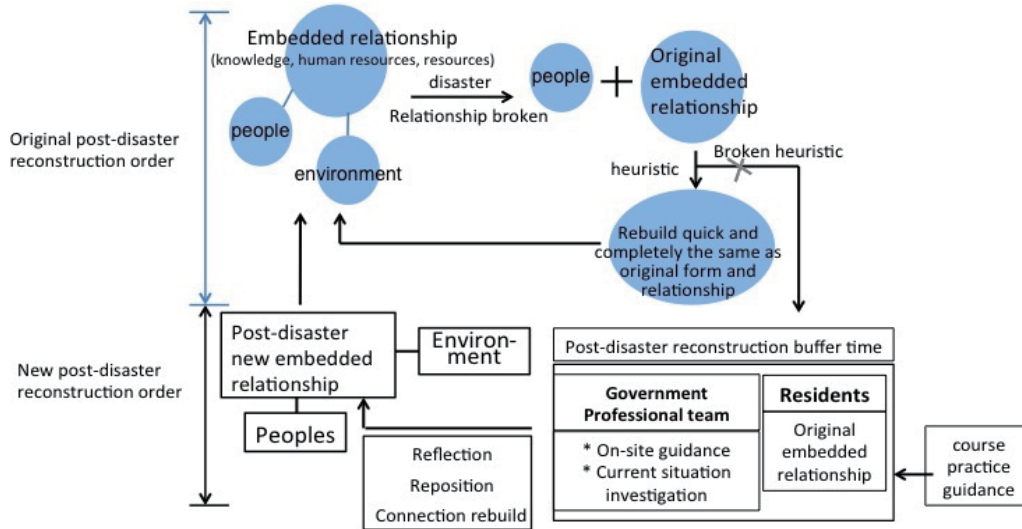 Embedded relationship
(knowledge, human resources, resources)
people
environment
disaster
Relationship broken
people
Original
embedded
relationship
Original post-disaster
reconstruction order
heuristic
Broken heuristic
Rebuild quick and
completely the same as
original form and
relationship
New post-disaster
reconstruction order
Post-disaster
new embedded
relationship
Environ-
ment
Peoples
Reflection
Reposition
Connection rebuild
Post-disaster reconstruction buffer time
Government
Professional team
* On-site guidance
* Current situation
investigation
Residents
Original
embedded
relationship
course
practice
guidance